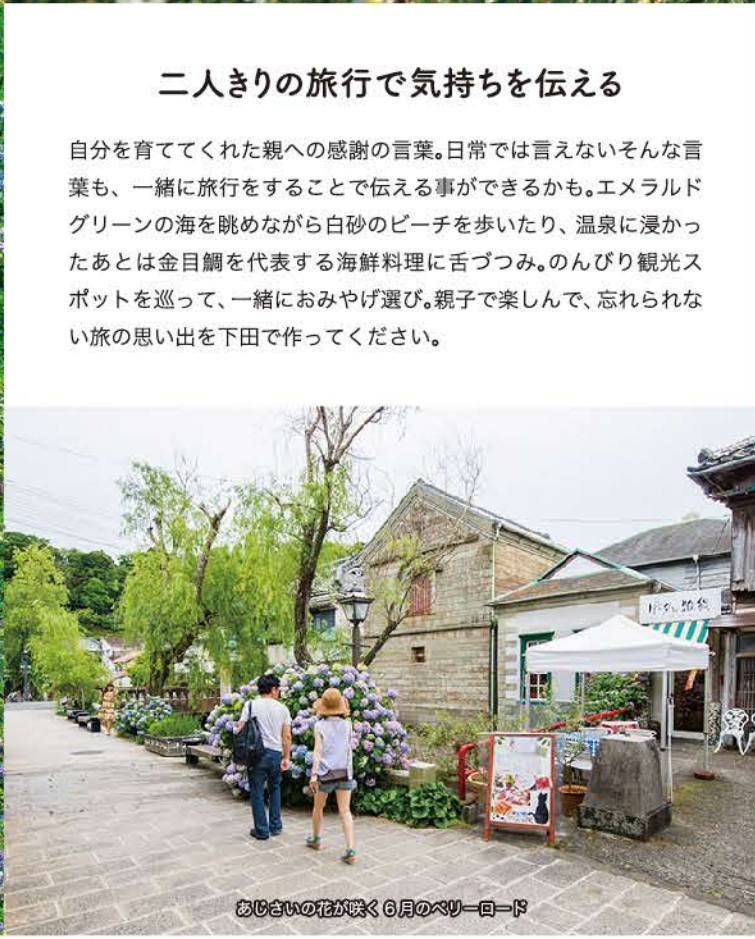 二人きりの旅行で気持ちを伝える
自分を育ててくれた親への感謝の言葉。日常では言えないそんな言
葉も、一緒に旅行をすることで伝える事ができるかも。エメラルド
グリーンの海を眺めながら白砂のビーチを歩いたり、温泉に浸かっ
たあとは金目鯛を代表する海鮮料理に舌づつみ。のんびり観光ス
ポットを巡って、一緒におみやげ選び。親子で楽しんで、忘れられな
い旅の思い出を下田で作ってください。
あじさいの花が咲く6月のペリーロード